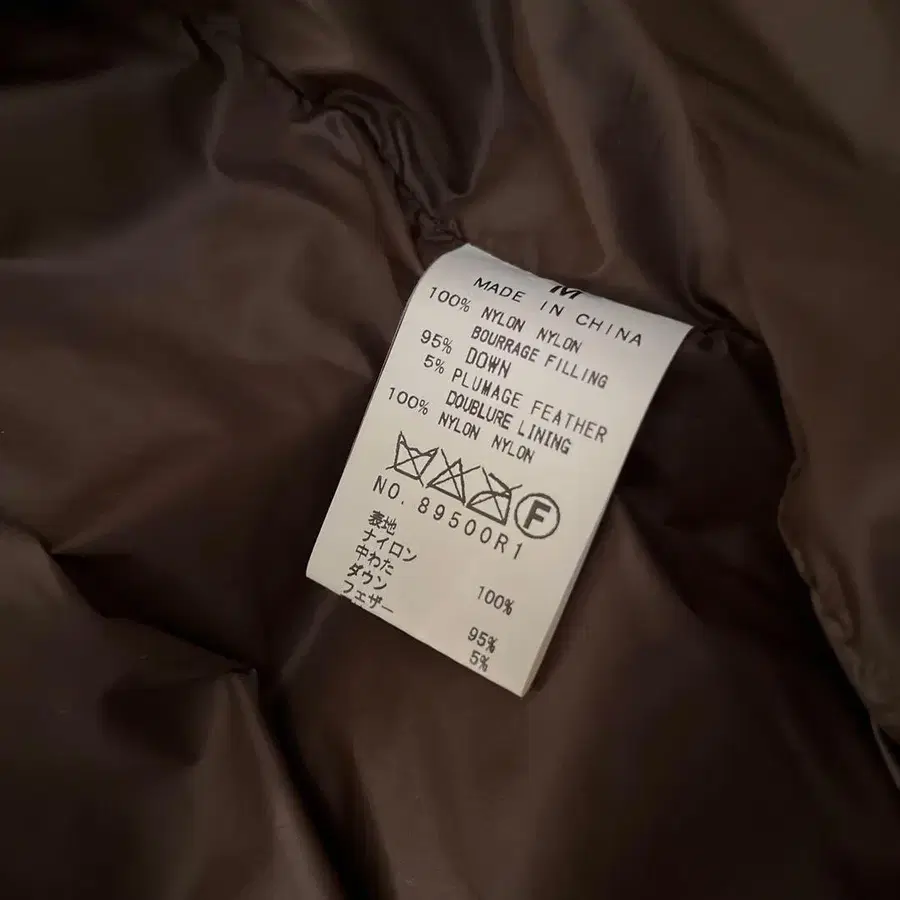 M
MADE IN CHINA
100% NYLON NYLON
BOURRAGE FILLING
95% DOWN
5% PLUMAGE FEATHER
DOUBLURE LINING
100% NYLON NYLON
F
NO. 89500R1
表地
ナイロン 100%
中わた
ダウン 95%
フェザー 5%